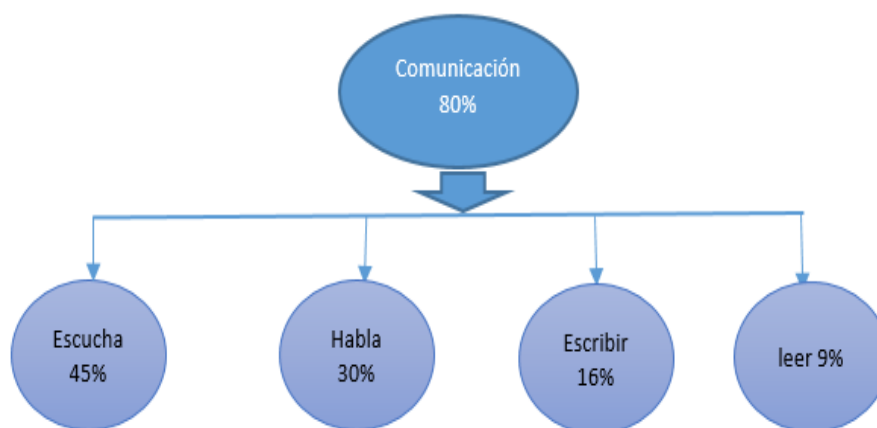 Comunicación
80%
Escucha
45%
Habla
30%
Escribir
16%
leer 9%